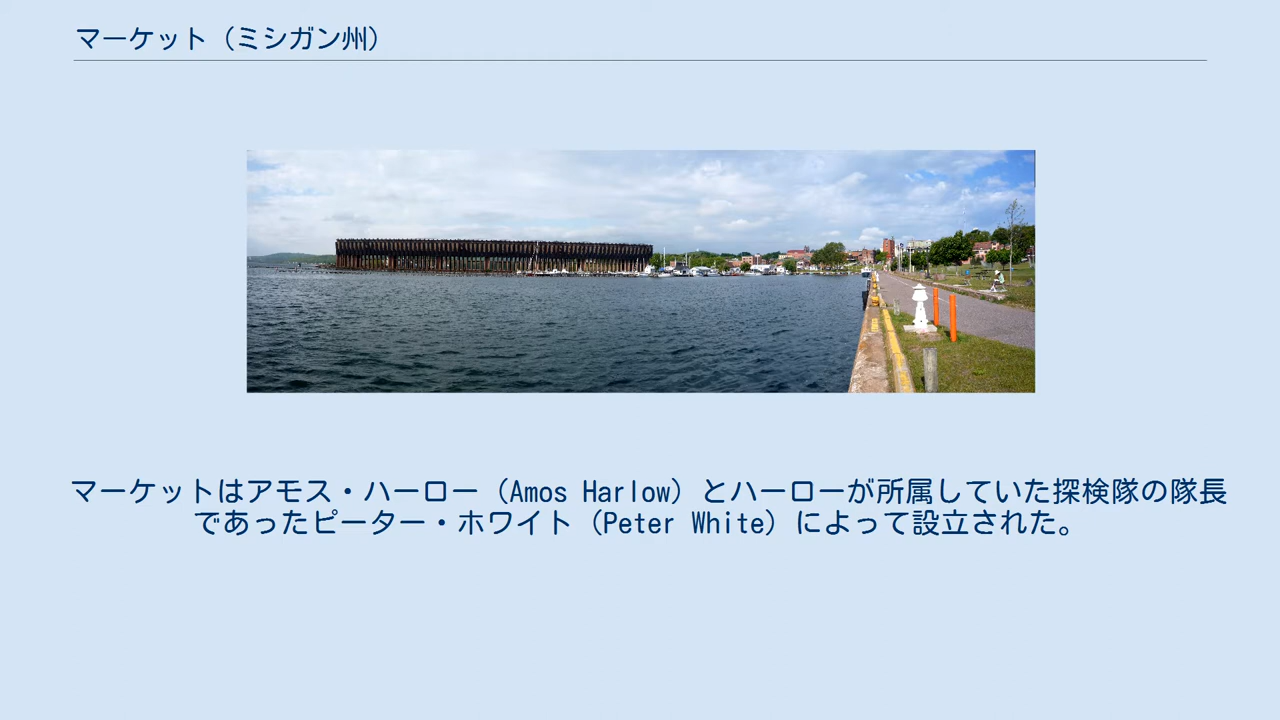 マーケット（ミシガン州）
マーケットはアモス・ハーロー（Amos Harlow）とハーローが所属していた探検隊の隊長
であったピーター・ホワイト（Peter White）によって設立された。